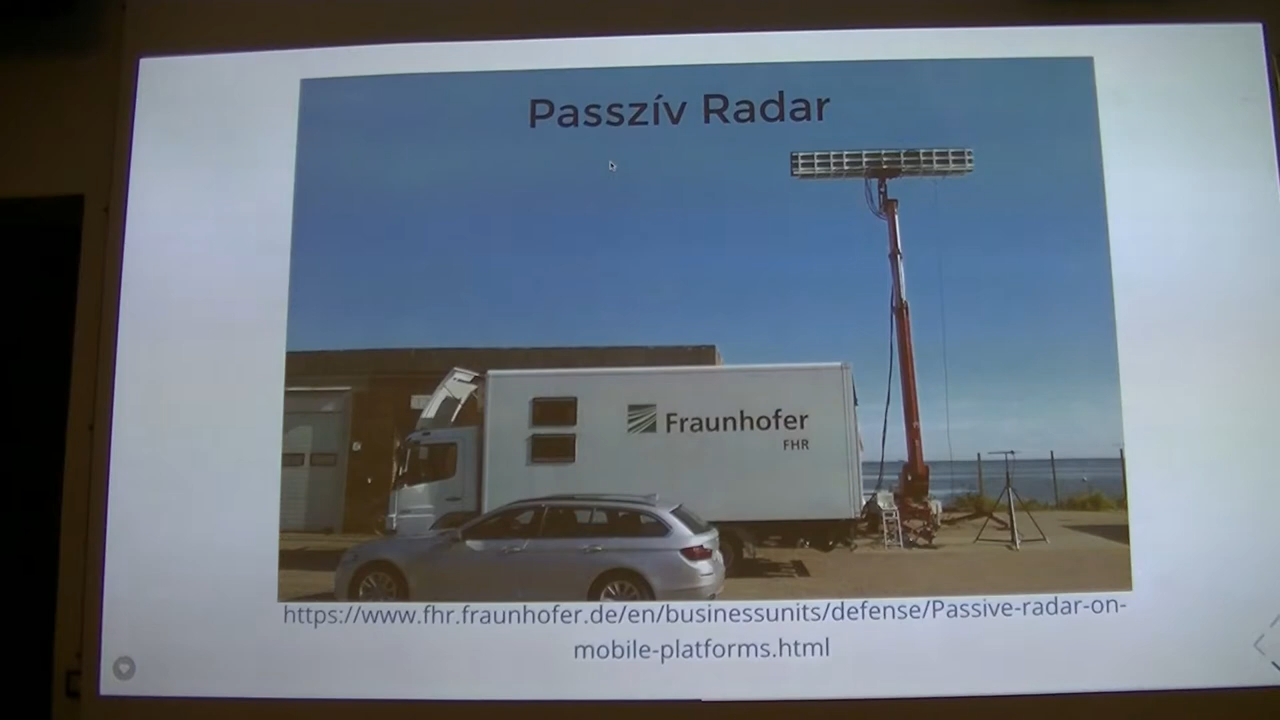 Passzív Radar
Fraunhofer
FHR
https://www.fhr.fraunhofer.de/en/businessunits/defense/Passive-radar-on-
mobile-platforms.html